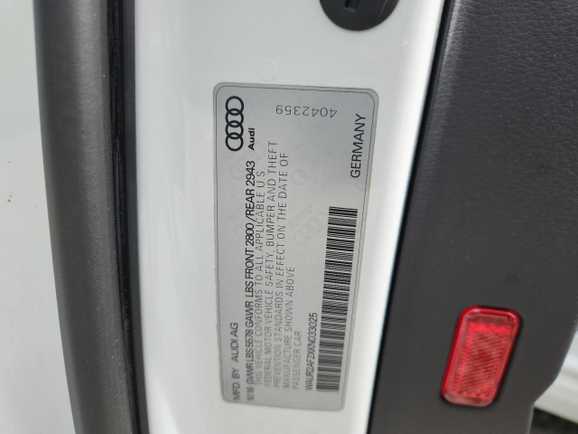 4042359
Audi
MFD. BY AUDI AG GERMANY
GVWR LBS 5578 GAWR LBS FRONT 2800 /REAR 2943
THIS VEHICLE CONFORMS TO ALL APPLICABLE U S
FEDERAL MOTOR VEHICLE SAFETY, BUMPER AND THEFT
PREVENTION STANDARDS IN EFFECT ON THE DATE OF
MANUFACTURE SHOWN ABOVE
PASSENGER CAR